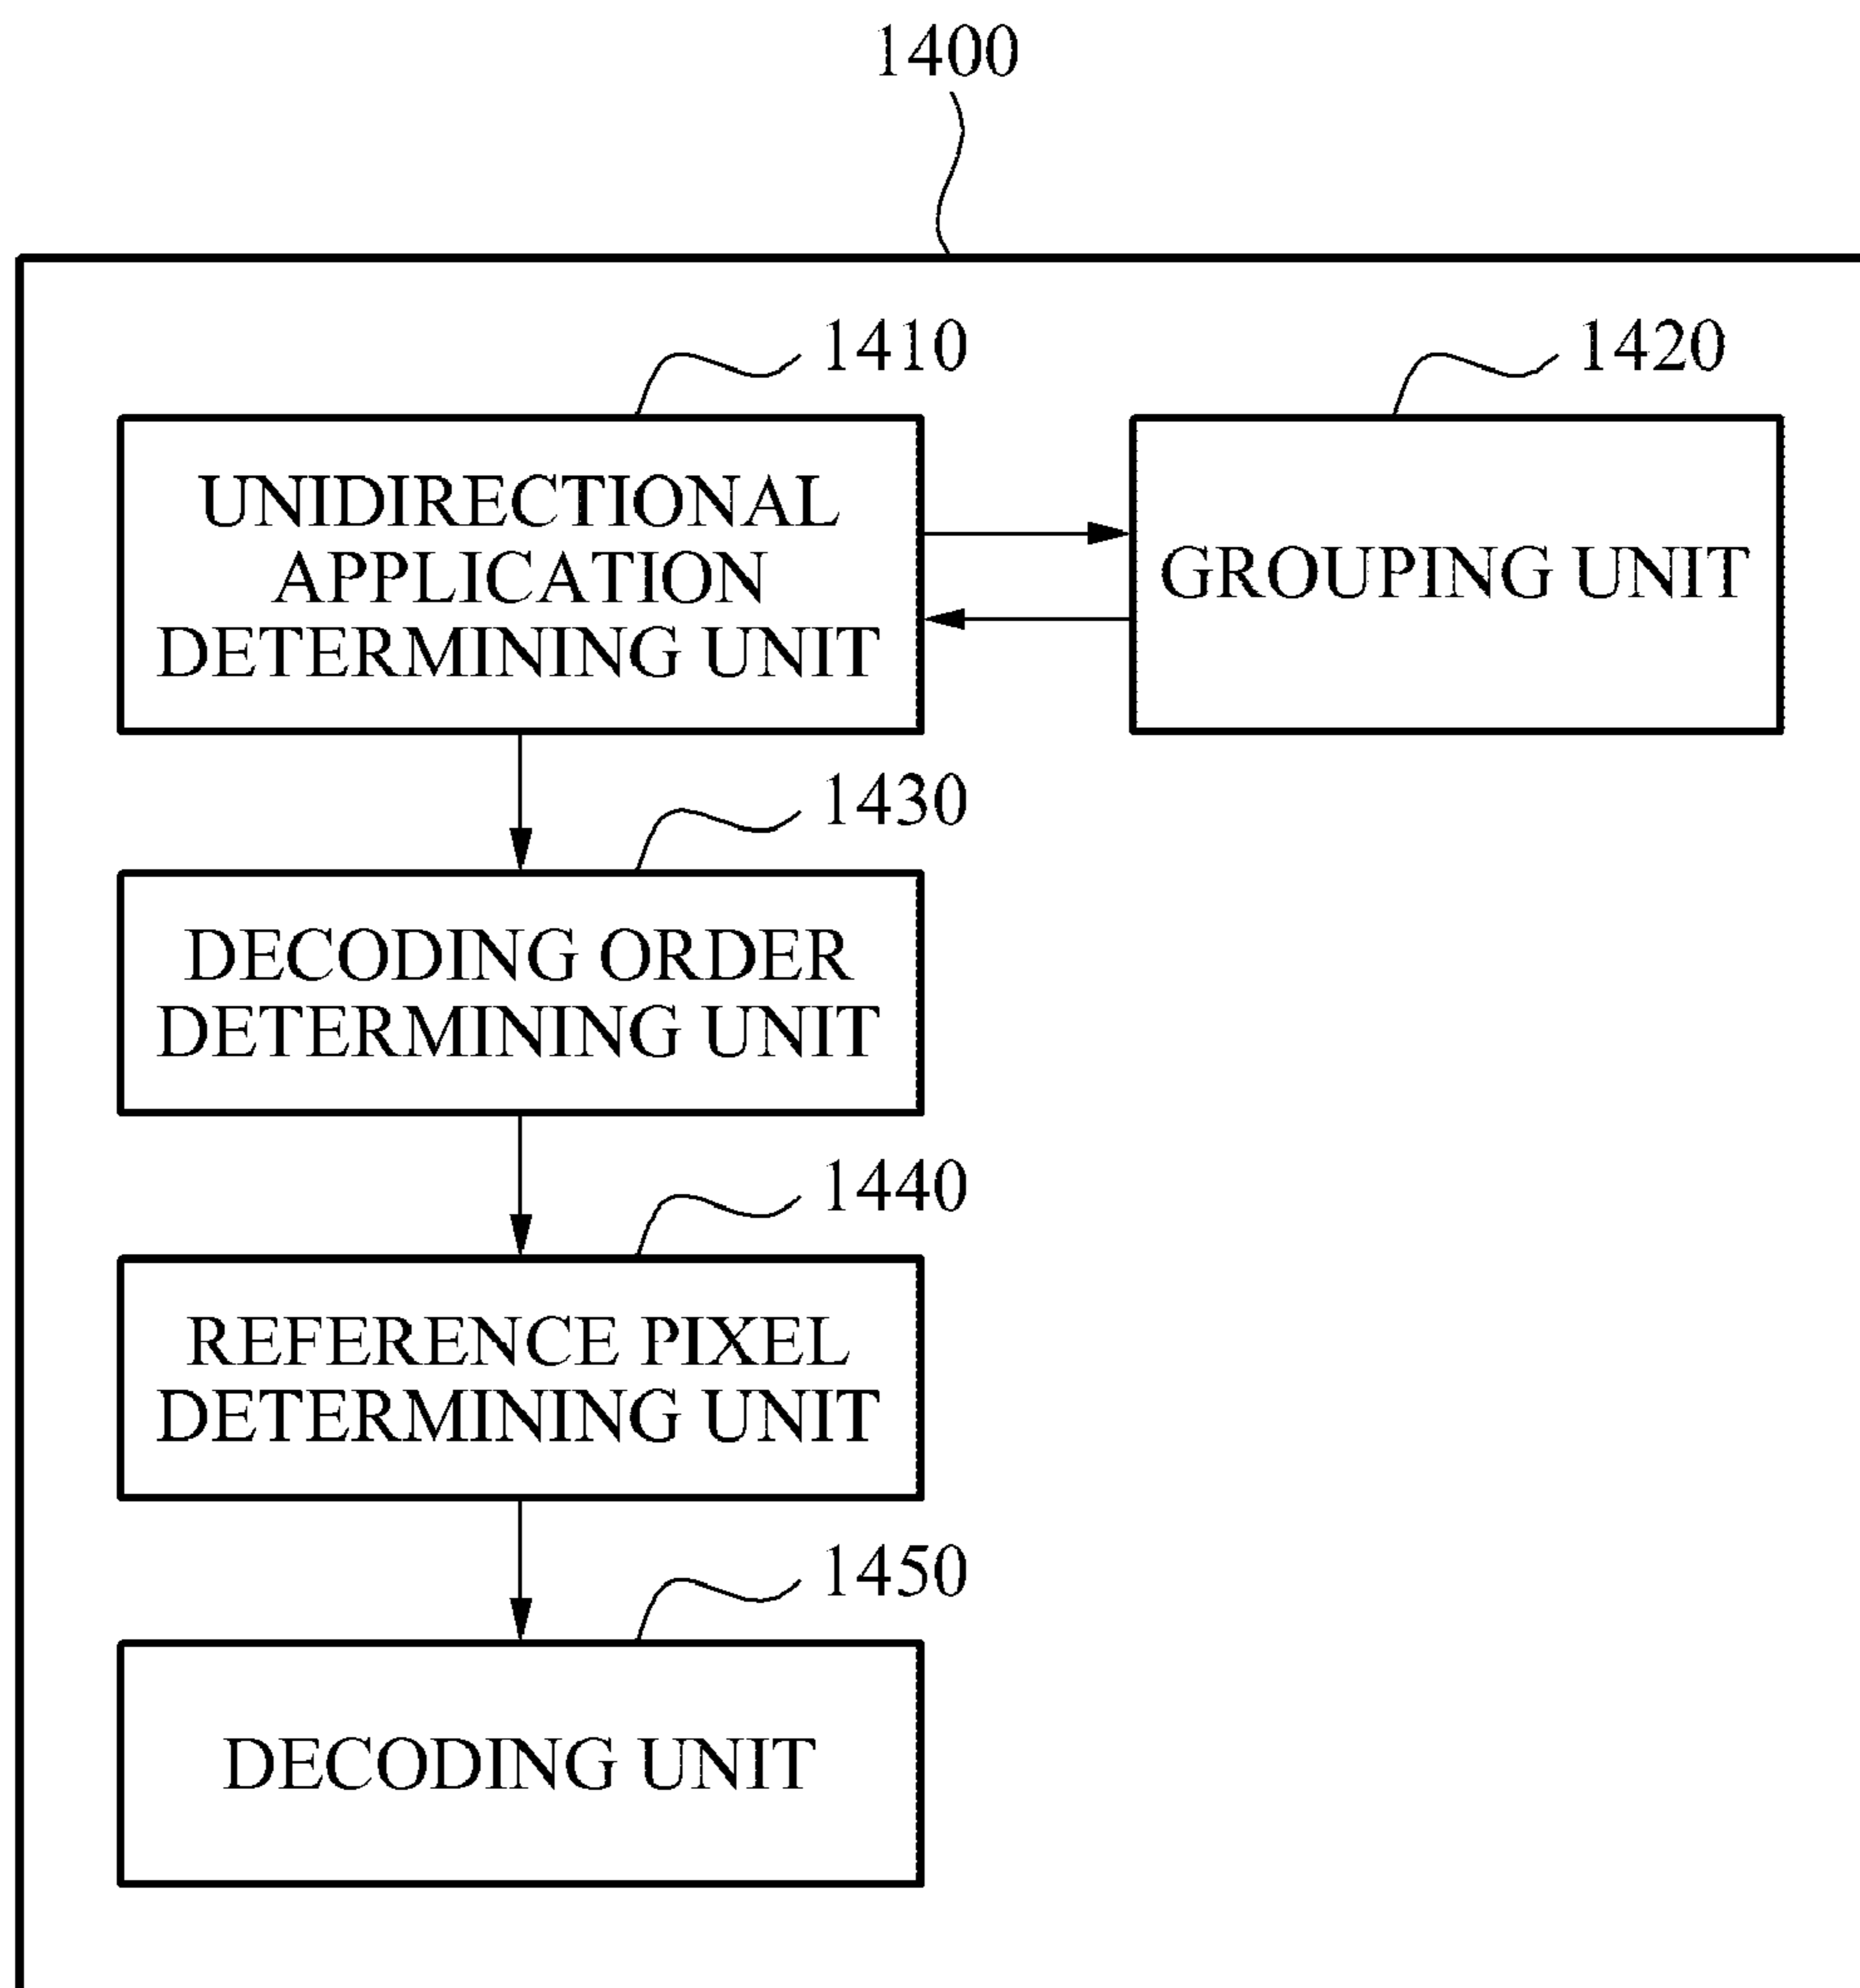 1400
1410
1420
UNIDIRECTIONAL
APPLICATION
DETERMINING UNIT
GROUPING UNIT
1430
DECODING ORDER
DETERMINING UNIT
1440
REFERENCE PIXEL
DETERMINING UNIT
1450
DECODING UNIT